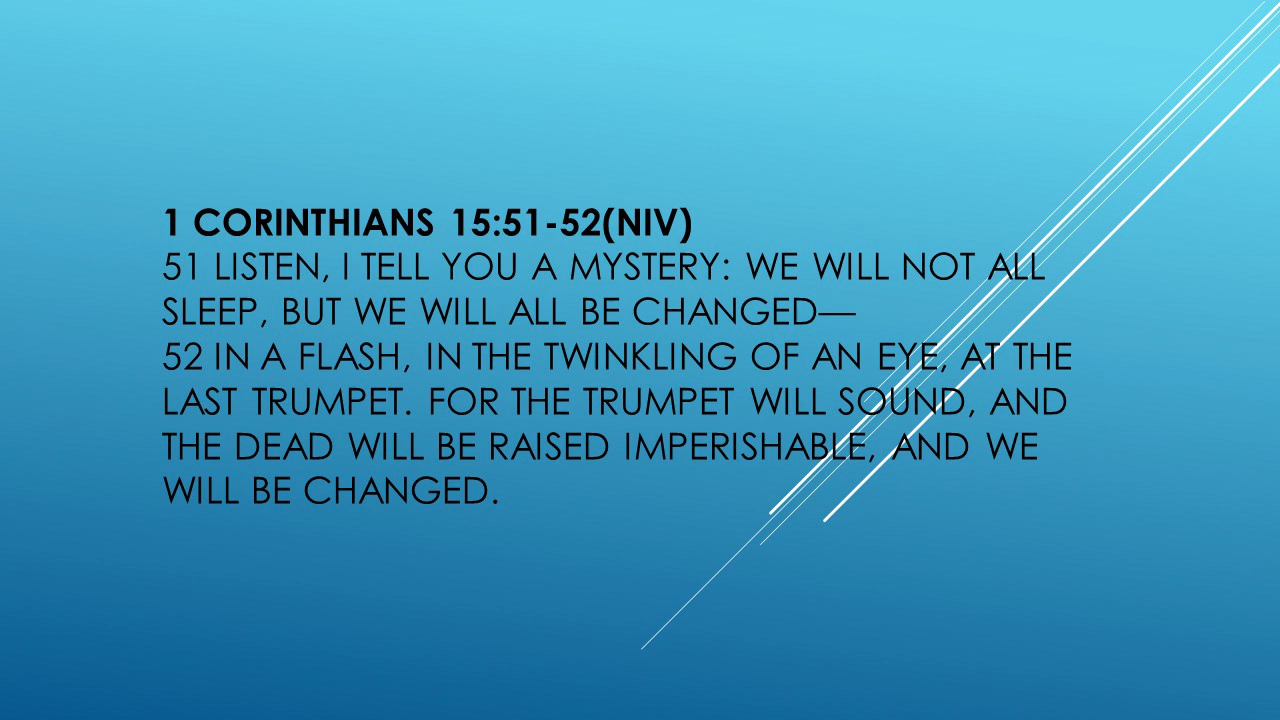 1 CORINTHIANS 15:51-52(NIV)
51 LISTEN, I TELL YOU A MYSTERY: WE WILL NOT ALL
SLEEP, BUT WE WILL ALL BE CHANGED—
52 IN A FLASH, IN THE TWINKLING OF AN EYE, AT THE
LAST TRUMPET. FOR THE TRUMPET WILL SOUND, AND
THE DEAD WILL BE RAISED IMPERISHABLE, AND WE
WILL BE CHANGED.